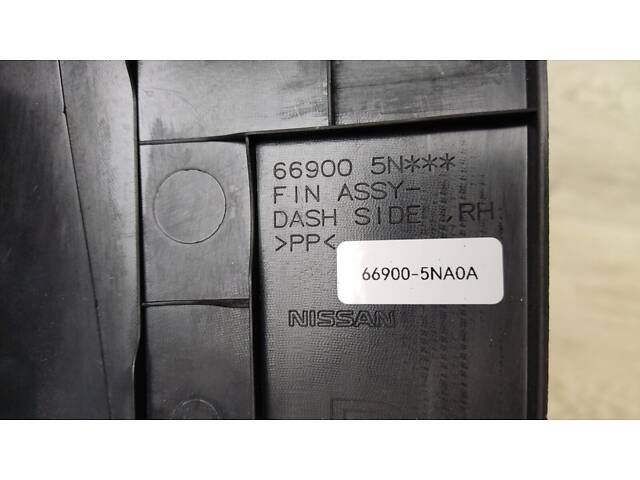 66900 5N***
FIN ASSY-
DASH SIDE ,RH
>PP<
66900-5NA0A
NISSAN